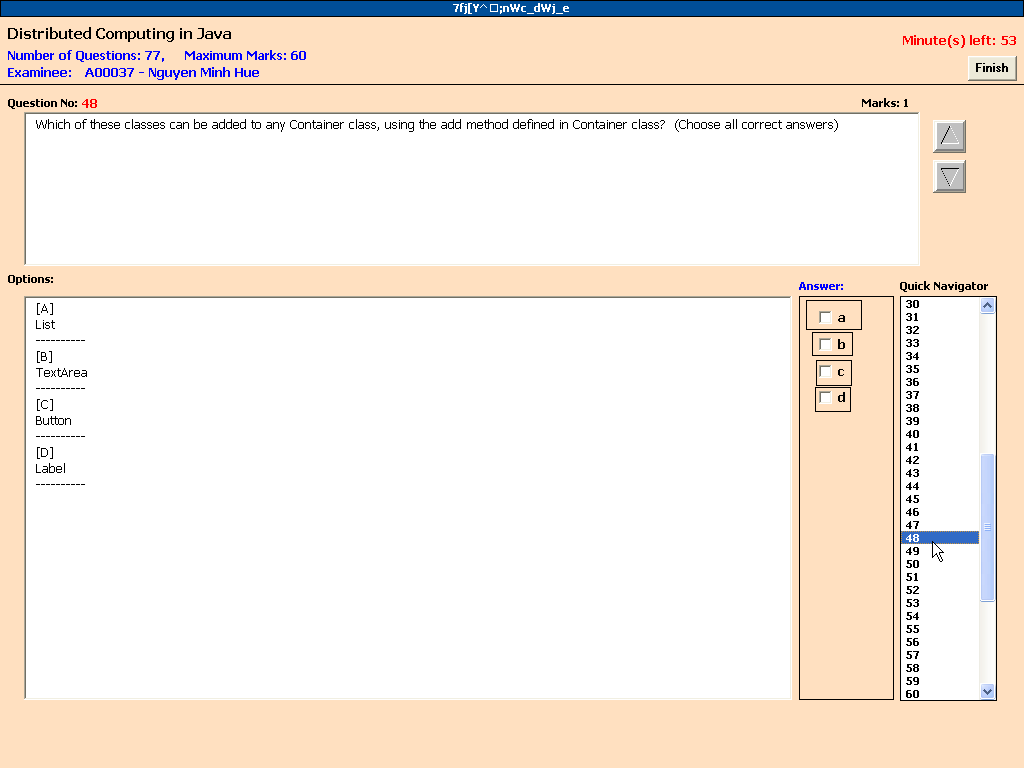 7fj[Y^ □;nWc_dWj_e
Distributed Computing in Java
Number of Questions: 77, Maximum Marks: 60
Minute(s) left: 53
Examinee: A00037 - Nguyen Minh Hue
Finish
Question No: 48
Marks: 1
Which of these classes can be added to any Container class, using the add method defined in Container class? (Choose all correct answers)
Options:
Answer:
Quick Navigator
[A]
List
----------
[B]
TextArea
----------
[C]
Button
----------
[D]
Label
----------
a
b
c
d
30
31
32
33
34
35
36
37
38
39
40
41
42
43
44
45
46
47
48
49
50
51
52
53
54
55
56
57
58
59
60